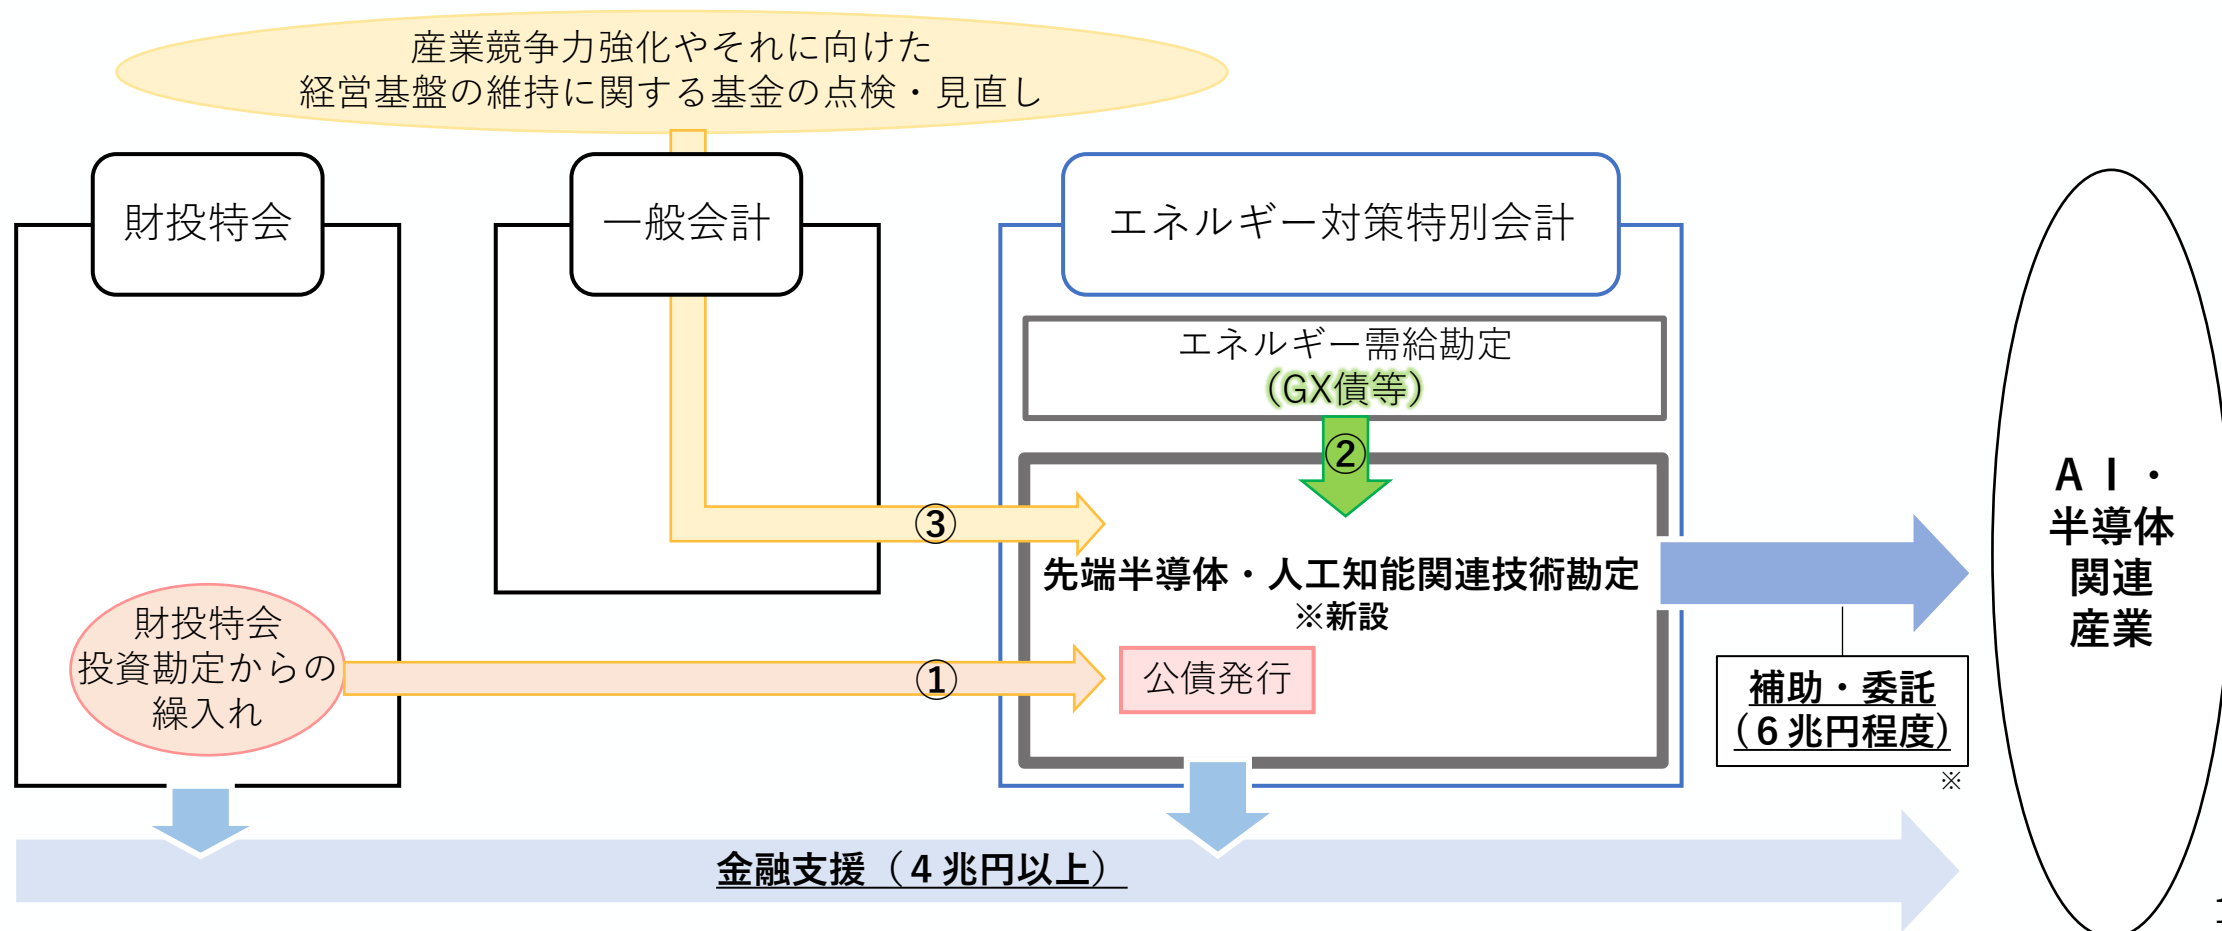 産業競争力強化やそれに向けた
経営基盤の維持に関する基金の点検・見直し
財投特会
一般会計
エネルギー対策特別会計
エネルギー需給勘定
（GX債等）
②
③
先端半導体・人工知能関連技術勘定
※新設
財投特会
投資勘定からの
繰入れ
①
公債発行
補助・委託
（６兆円程度）
※
金融支援（４兆円以上）
ＡＩ・
半導体
関連
産業